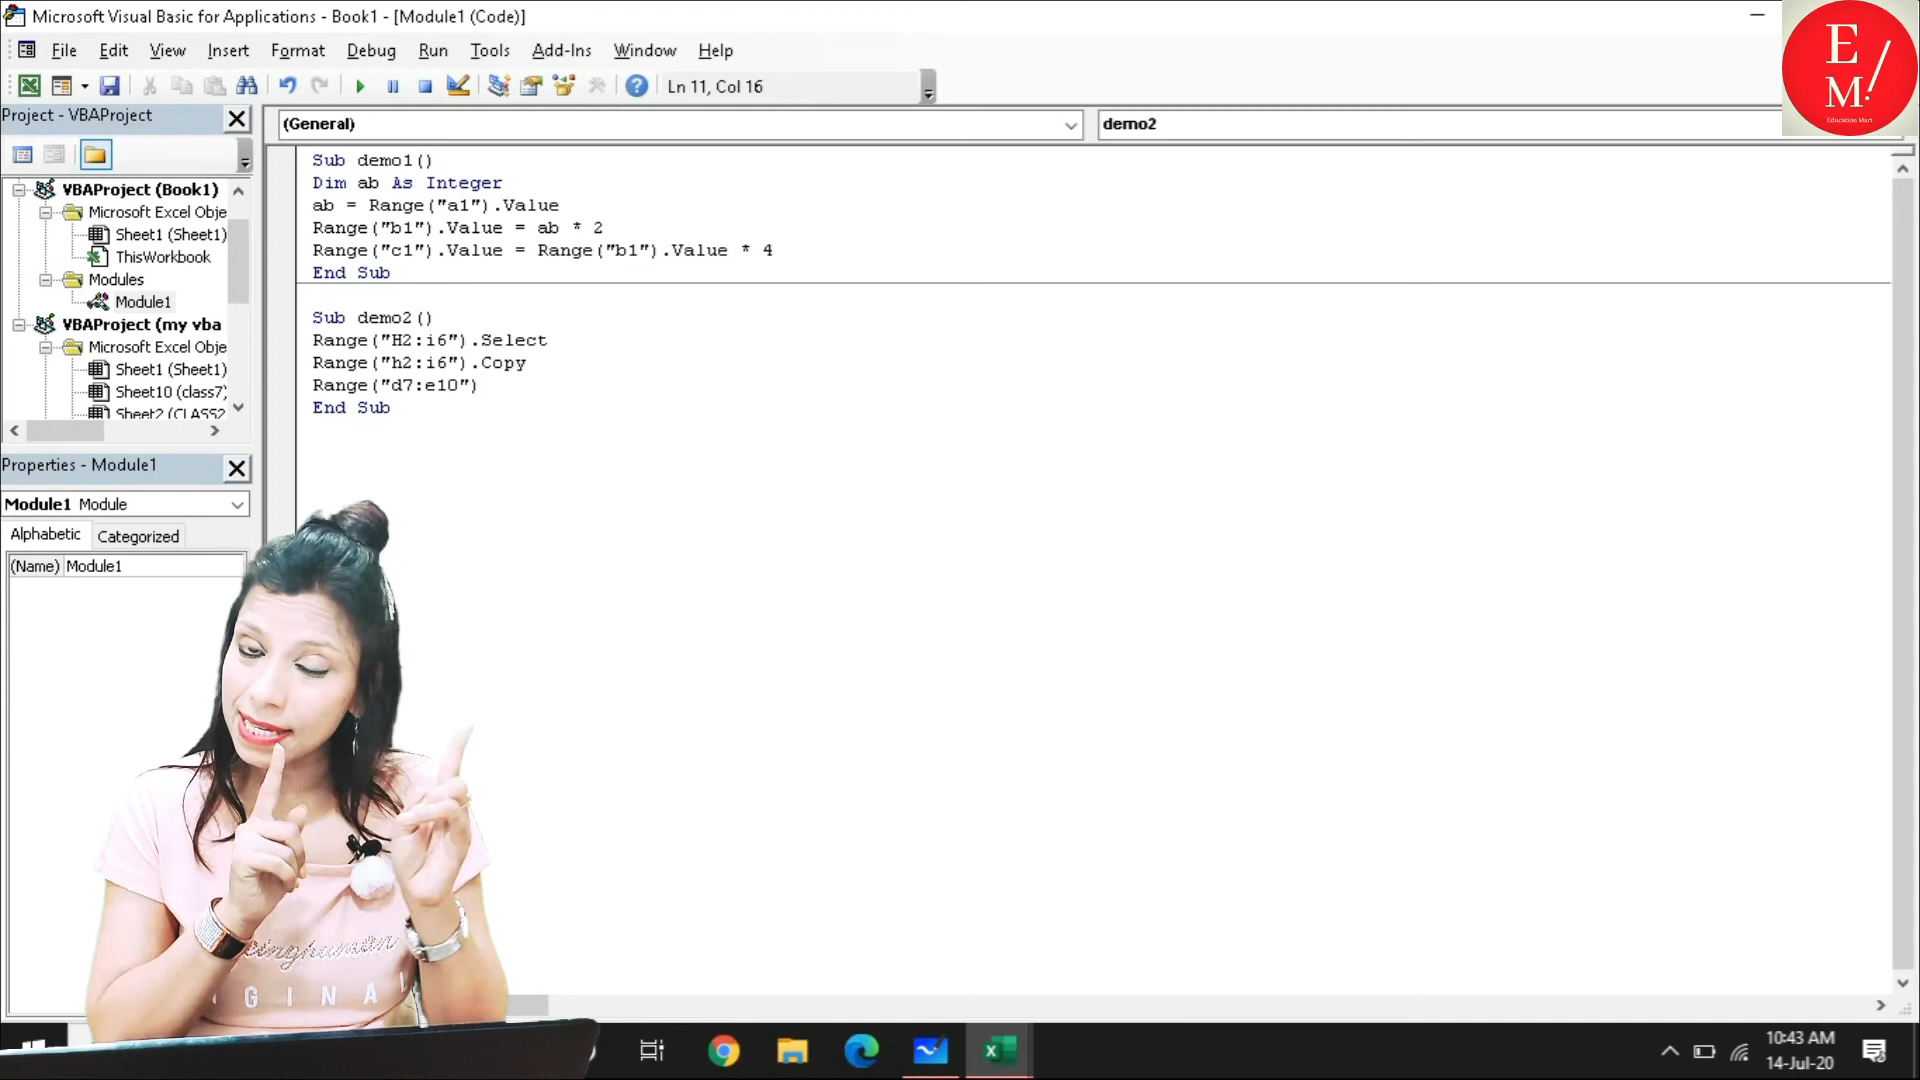 Microsoft Visual Basic for Applications - Book1 - [Module1 (Code)]
File Edit View Insert Format Debug Run Tools Add-Ins Window Help
Ln 11, Col 16
E
M!
Education Mart
Project - VBAProject
(General)
demo2
VBAProject (Book1)
Microsoft Excel Obje
Sheet1 (Sheet1)
ThisWorkbook
Modules
Module1
VBAProject (my vba
Microsoft Excel Obje
Sheet1 (Sheet1)
Sheet10 (class7)
Sheet2 (CLASS2
Sub demo1()
Dim ab As Integer
ab = Range("a1").Value
Range("b1").Value = ab * 2
Range("c1").Value = Range("b1").Value * 4
End Sub
Sub demo2()
Range("H2:i6").Select
Range("h2:i6").Copy
Range("d7:e10")
End Sub
Properties - Module1
Module1 Module
Alphabetic Categorized
(Name) Module1
GINA
10:43 AM
14-Jul-20